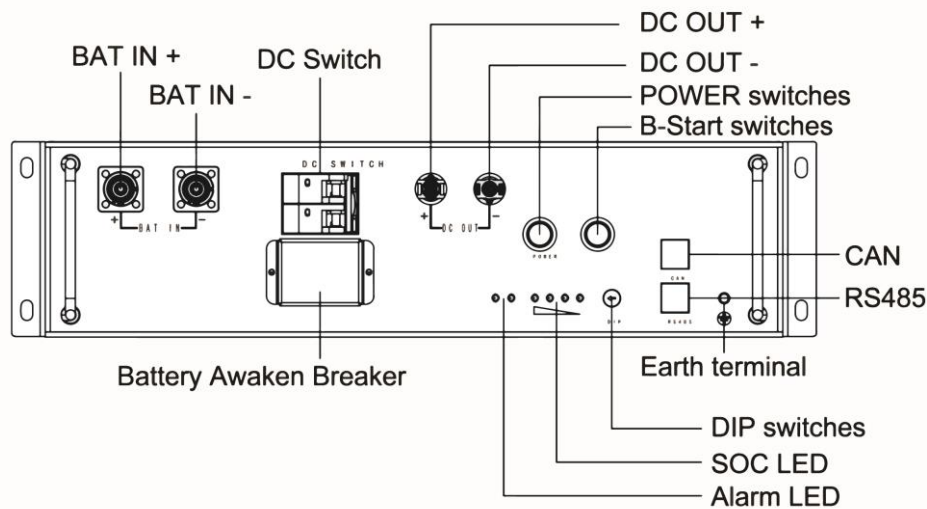 DC OUT +
BAT IN +
DC Switch
DC OUT -
BAT IN -
POWER switches
B-Start switches
DC SWITCH
+ BAT IN -
+ DC OUT -
POWER
CAN
CAN
RS485
DIP
RS485
Battery Awaken Breaker
Earth terminal
DIP switches
SOC LED
Alarm LED